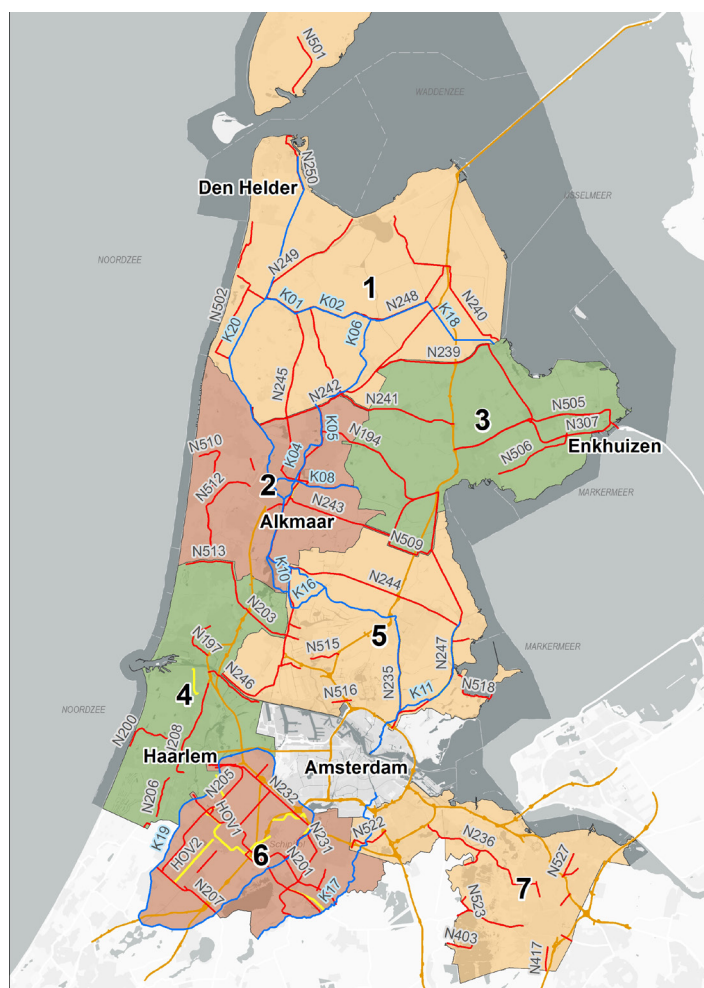 N501
WADDENZEE
N250
Den Helder
IJSSELMEER
NOORDZEE
N249
1
N502
K01
K02
N248
N240
K20
K06
K18
N239
N245
N242
N241
3
N505
N307
Enkhuizen
N510
K05
N194
K04
N506
2
K08
N512
N243
MARKERMEER
Alkmaar
N509
N513
K10
K16
N244
N203
5
N515
N247
MARKERMEER
N197
N235
N246
4
N516
K11
N518
NOORDZEE
N200
N208
Haarlem
Amsterdam
N205
N232
N206
K19
HOV1
N522
N236
N231
HOV2
6
Schiphol
N201
N527
K17
7
N207
N523
N403
N417